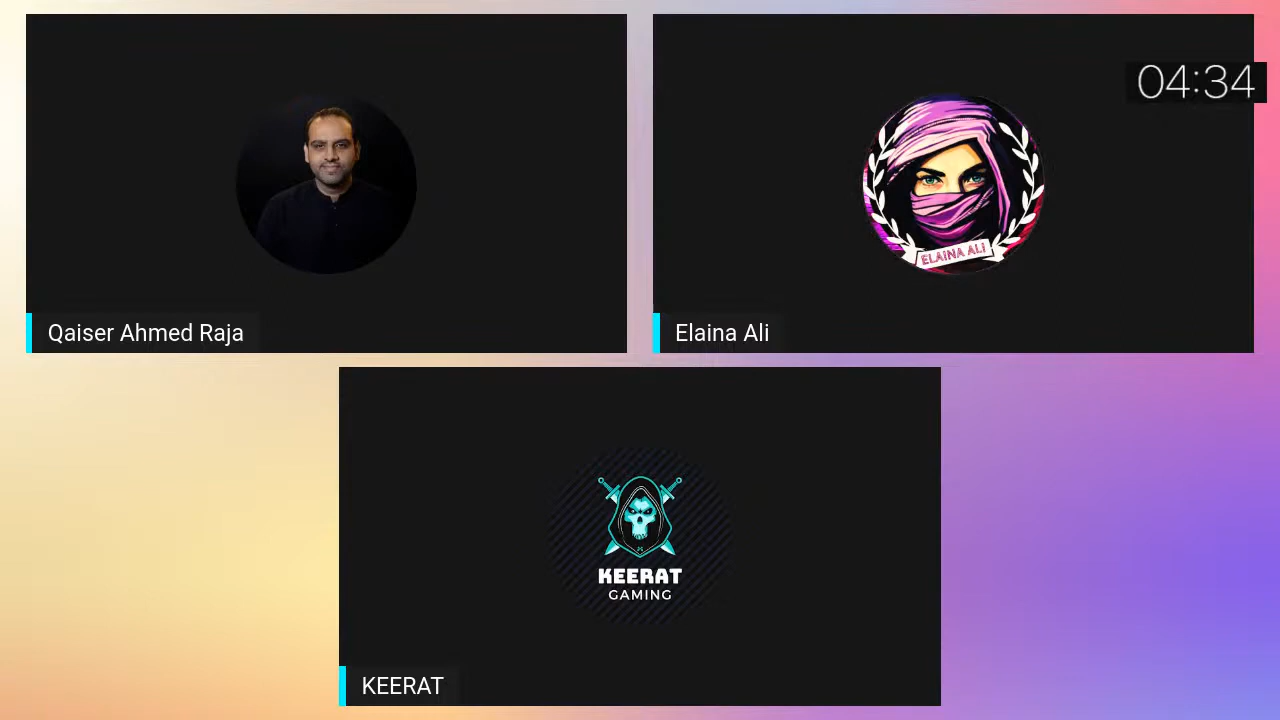 04:34
ELAINA ALI
Qaiser Ahmed Raja
Elaina Ali
KEERAT
GAMING
KEERAT